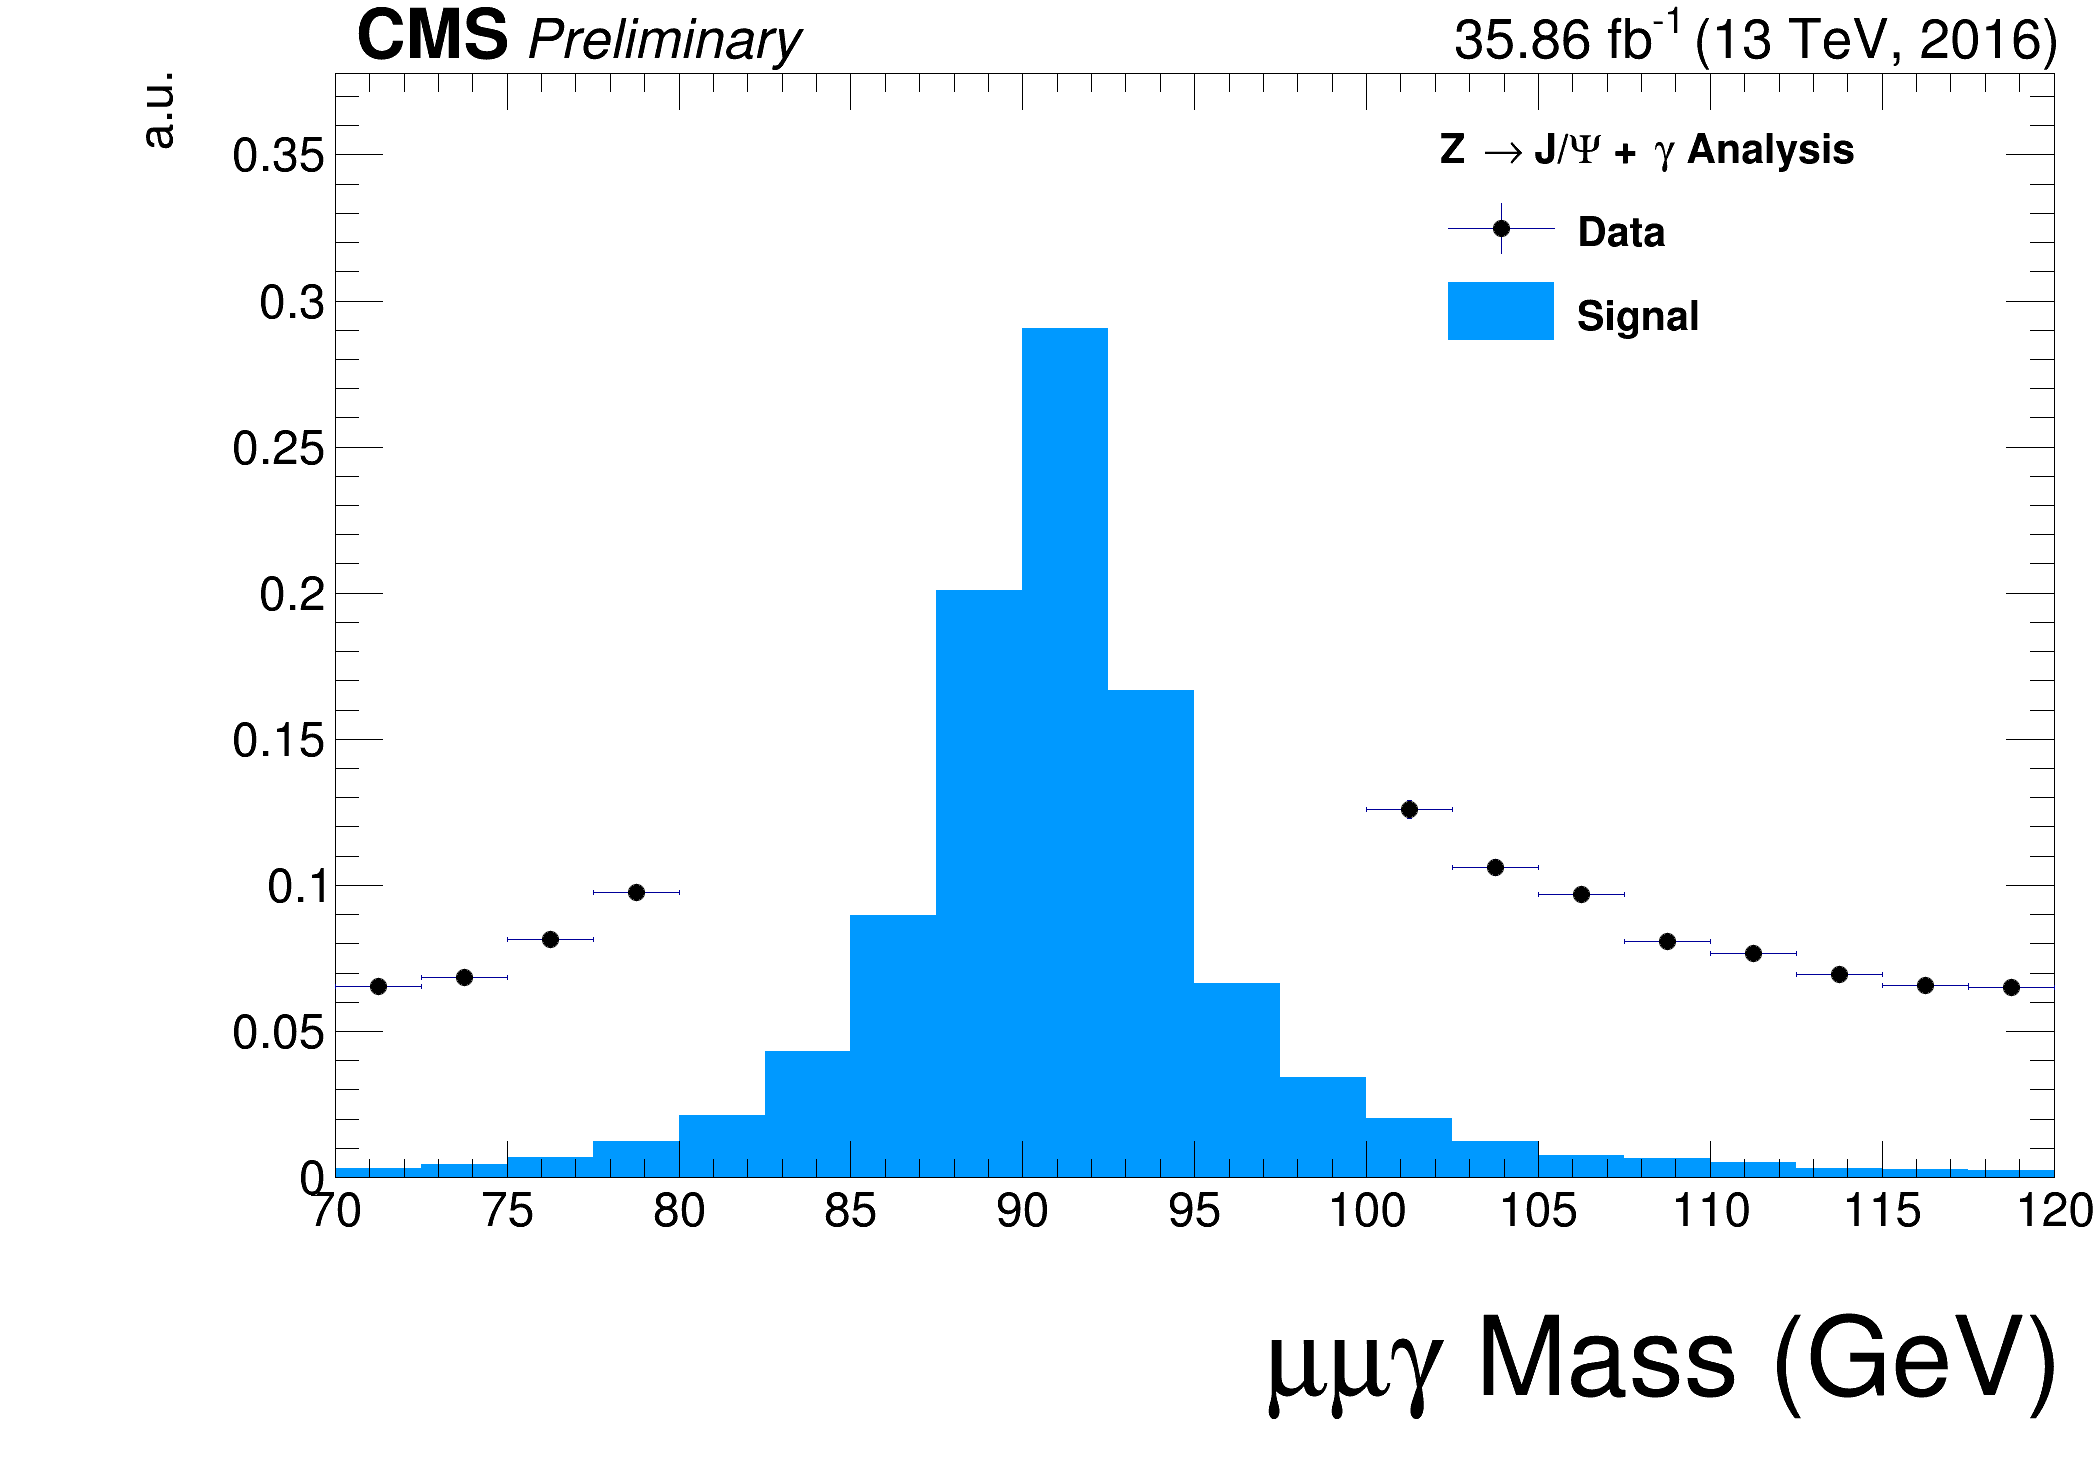 CMS Preliminary
35.86 fb⁻¹ (13 TeV, 2016)
a.u.
Z → J/Ψ + γ Analysis
Data
Signal
0.35
0.3
0.25
0.2
0.15
0.1
0.05
0
70 75 80 85 90 95 100 105 110 115 120
μμγ Mass (GeV)